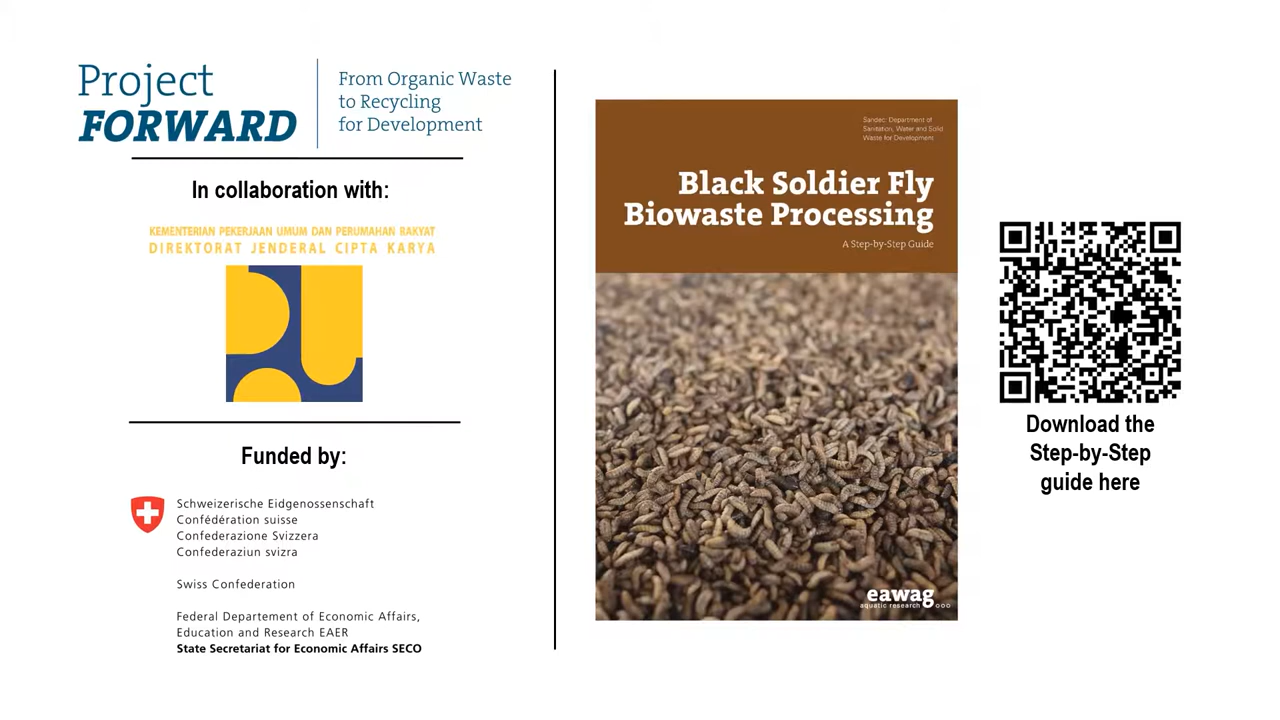 Project
FORWARD
From Organic Waste
to Recycling
for Development
In collaboration with:
KEMENTERIAN PEKERJAAN UMUM DAN PERUMAHAN RAKYAT
DIREKTORAT JENDERAL CIPTA KARYA
Funded by:
Schweizerische Eidgenossenschaft
Confédération suisse
Confederazione Svizzera
Confederaziun svizra
Swiss Confederation
Federal Departement of Economic Affairs,
Education and Research EAER
State Secretariat for Economic Affairs SECO
Sandec: Department of
Sanitation, Water and Solid
Waste for Development
Black Soldier Fly
Biowaste Processing
A Step-by-Step Guide
eawag
aquatic research
Download the
Step-by-Step
guide here